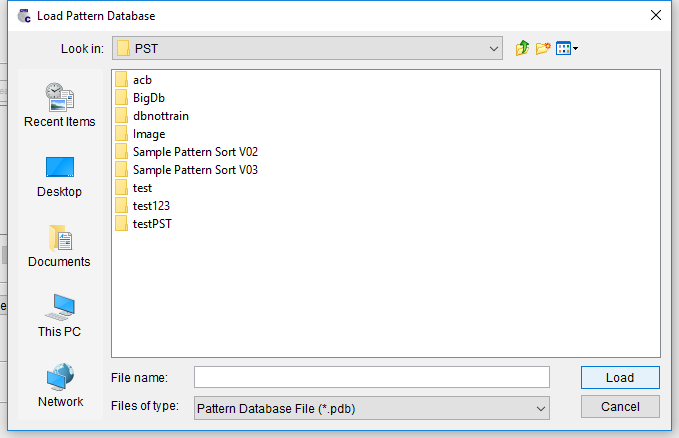 Load Pattern Database
Look in:
PST
acb
BigDb
dbnottrain
Image
Sample Pattern Sort V02
Sample Pattern Sort V03
test
test123
testPST
Recent Items
Desktop
Documents
This PC
Network
File name:
Load
Files of type:
Pattern Database File (*.pdb)
Cancel